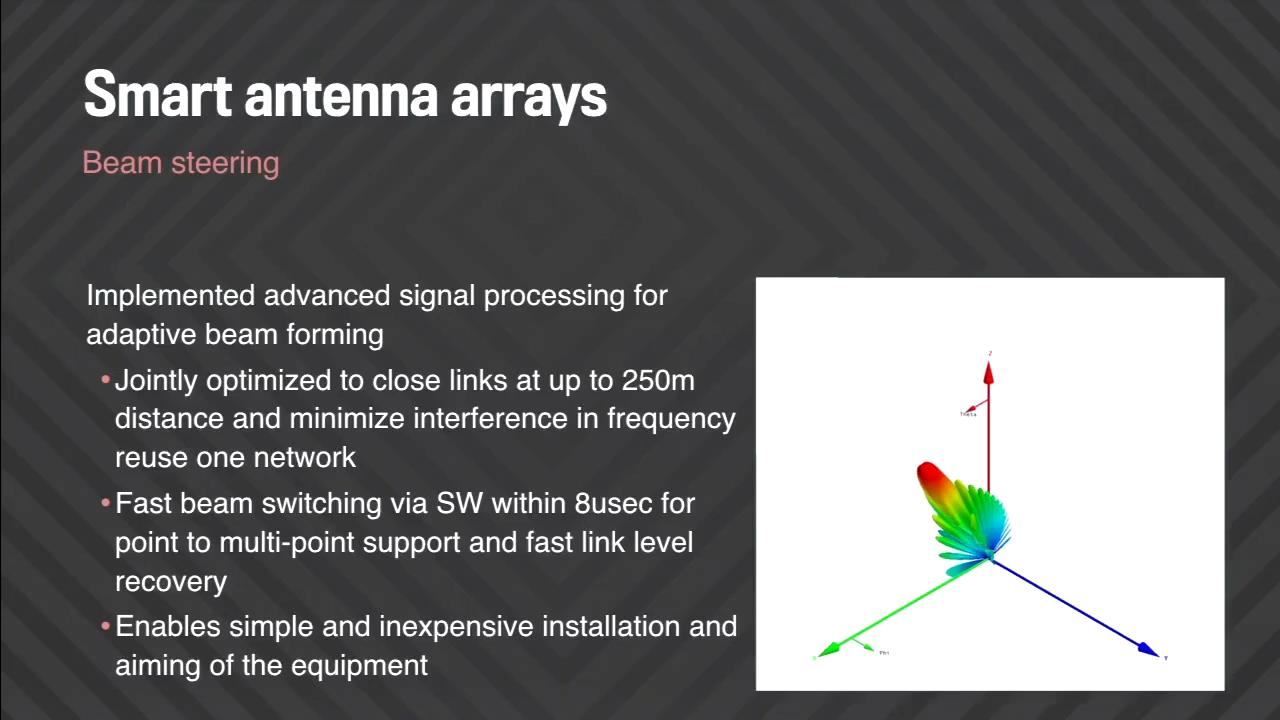 Smart antenna arrays
Beam steering
Implemented advanced signal processing for
adaptive beam forming
•Jointly optimized to close links at up to 250m
distance and minimize interference in frequency
reuse one network
•Fast beam switching via SW within 8usec for
point to multi-point support and fast link level
recovery
•Enables simple and inexpensive installation and
aiming of the equipment
Z
Theta
Phi
Y